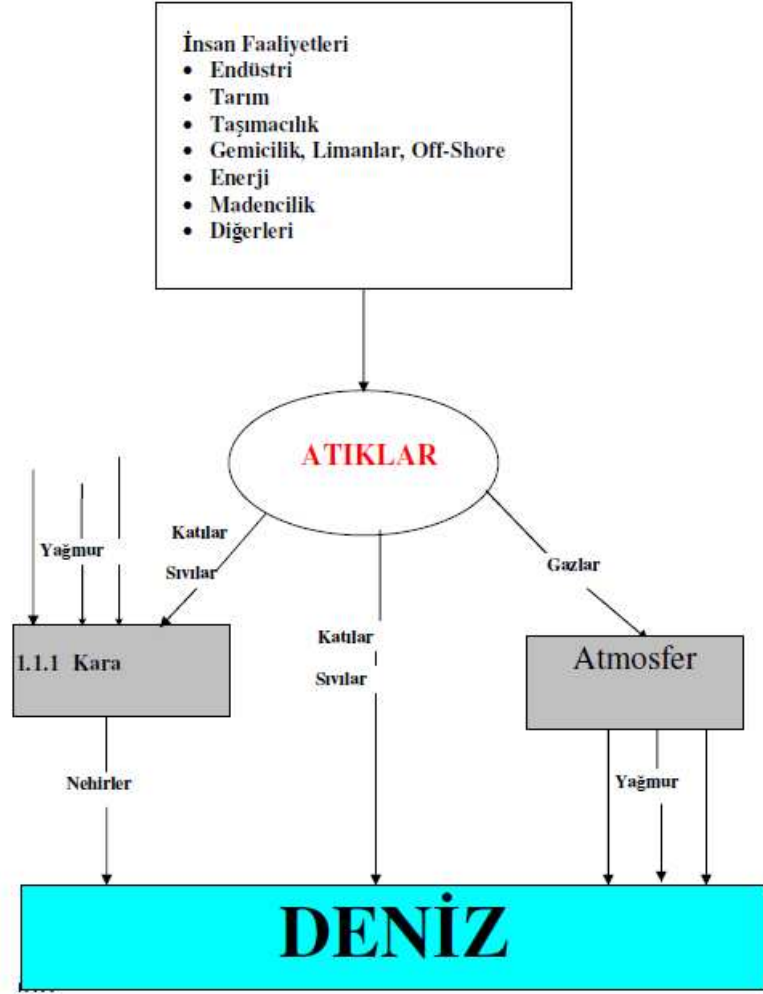 İnsan Faaliyetleri
• Endüstri
• Tarım
• Taşımacılık
• Gemicilik, Limanlar, Off-Shore
• Enerji
• Madencilik
• Diğerleri
ATIKLAR
Katılar
Sıvılar
Yağmur
Gazlar
Katılar
Sıvılar
1.1.1 Kara
Atmosfer
Nehirler
Yağmur
DENİZ